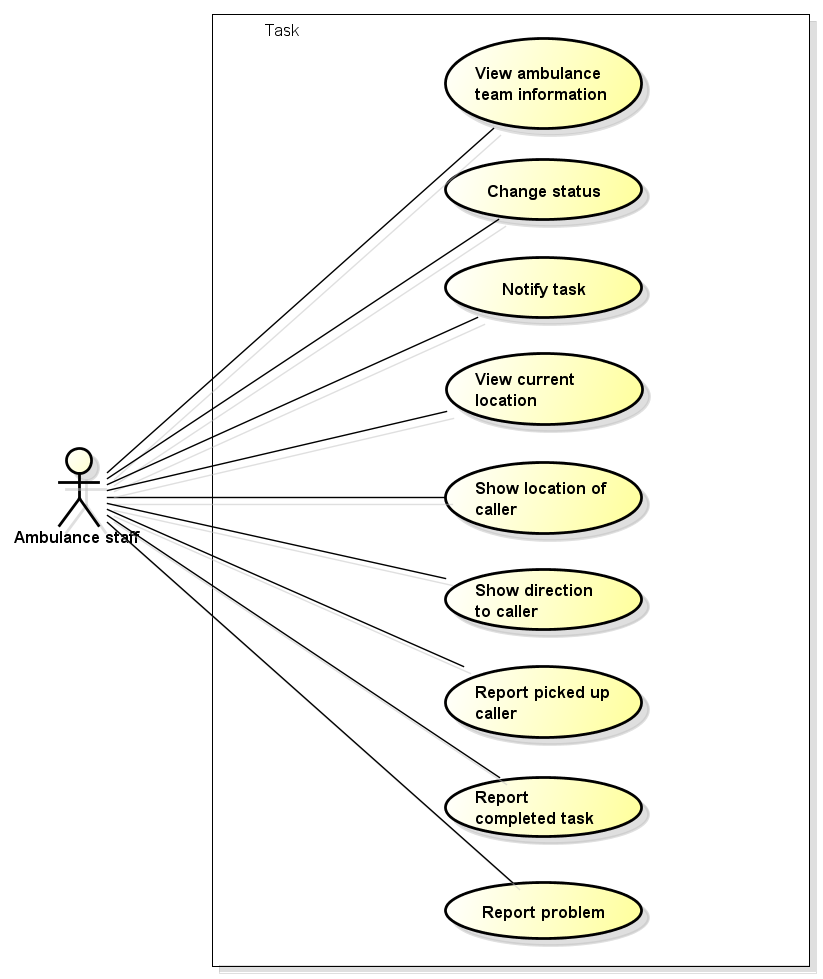 Task
View ambulance
team information
Change status
Notify task
View current
location
Show location of
caller
Ambulance staff
Show direction
to caller
Report picked up
caller
Report
completed task
Report problem